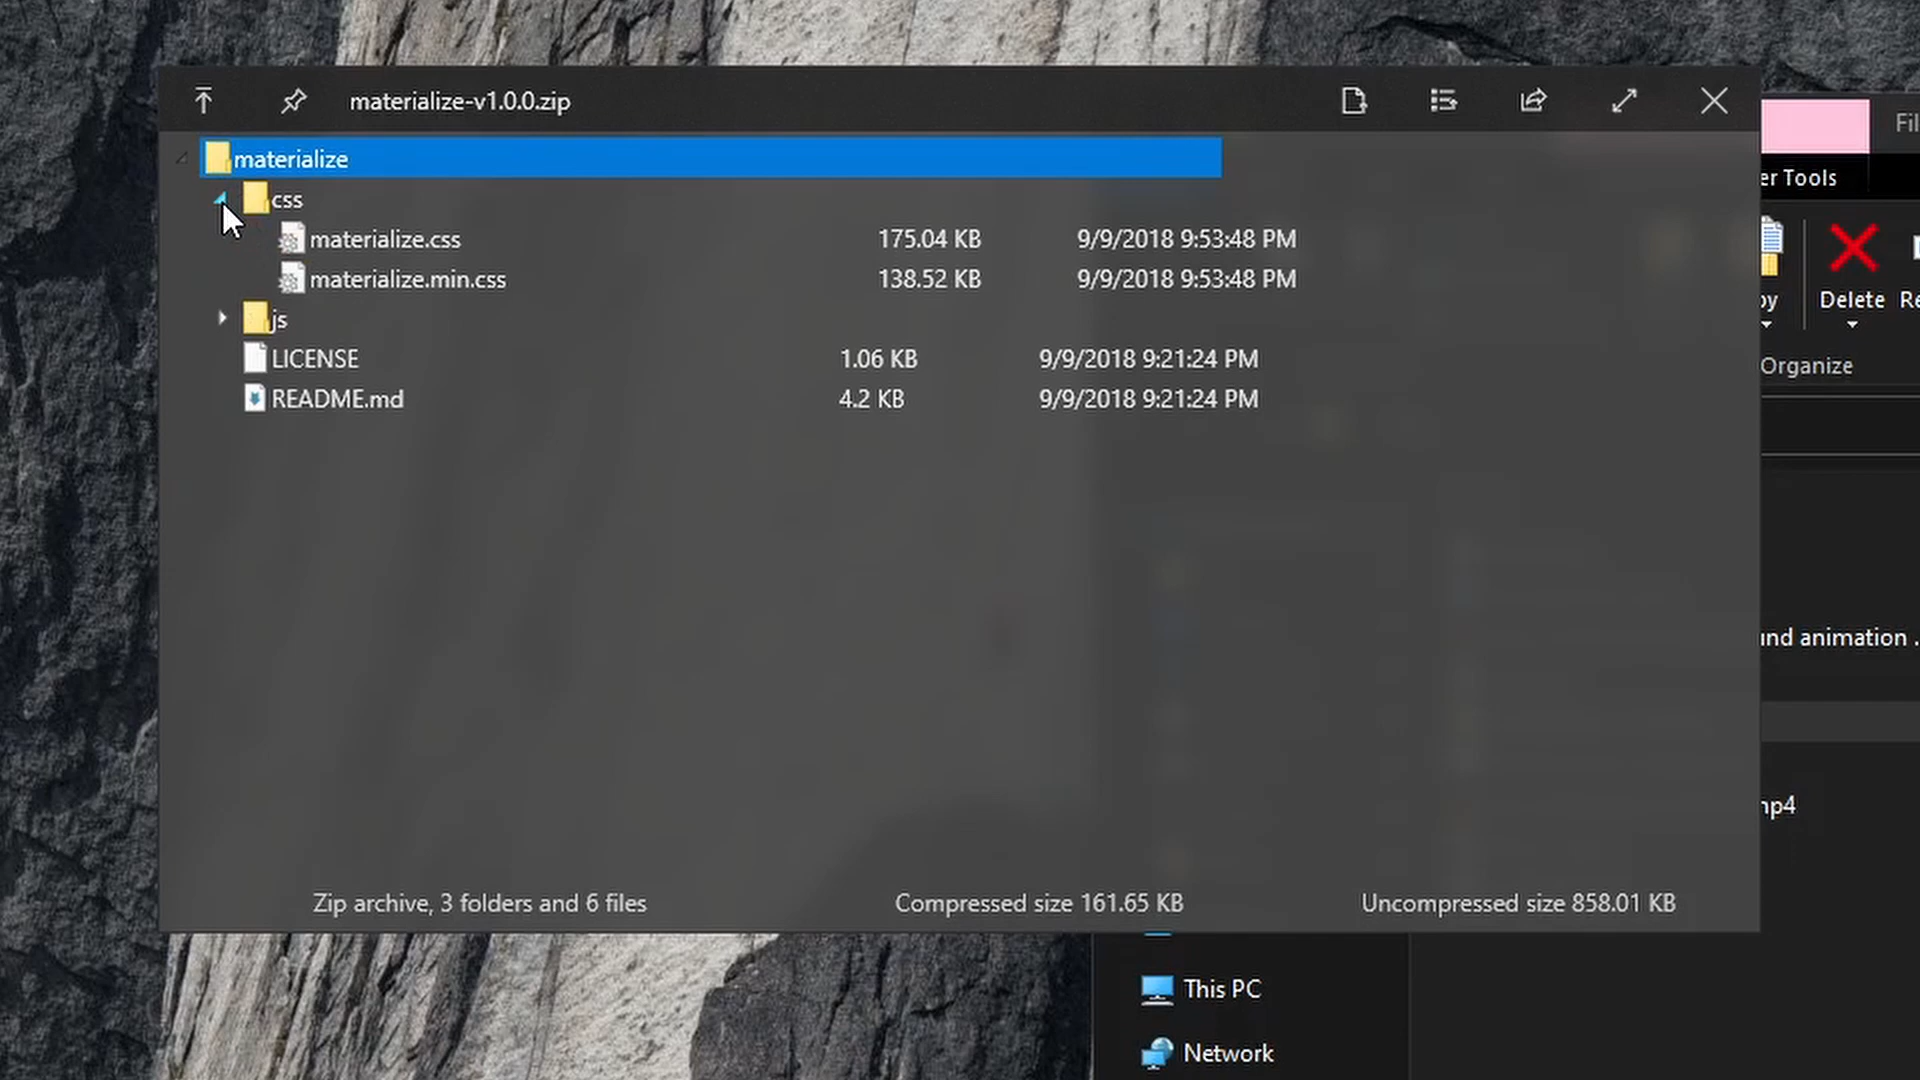 materialize-v1.0.0.zip
materialize
css
materialize.css 175.04 KB 9/9/2018 9:53:48 PM
materialize.min.css 138.52 KB 9/9/2018 9:53:48 PM
js
LICENSE 1.06 KB 9/9/2018 9:21:24 PM
README.md 4.2 KB 9/9/2018 9:21:24 PM
Zip archive, 3 folders and 6 files
Compressed size 161.65 KB
Uncompressed size 858.01 KB
Fil
er Tools
py
Delete
Re
Organize
und animation .
mp4
This PC
Network